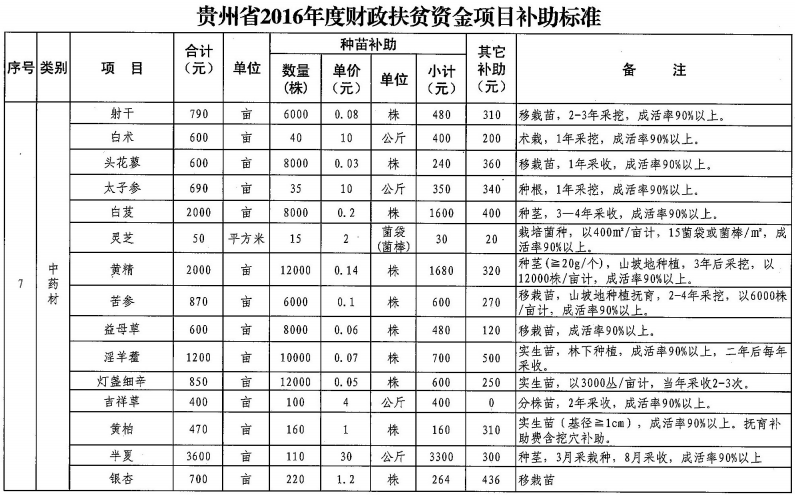 贵州省2016年度财政扶贫资金项目补助标准
序号 类别 项 目 合计(元) 单位 种苗补助 数量(株) 单价(元) 单位 小计(元) 其它补助(元) 备 注
7 中药材
射干 790 亩 6000 0.08 株 480 310 移栽苗，2-3年采挖，成活率90%以上。
白术 600 亩 40 10 公斤 400 200 术栽，1年采挖，成活率90%以上。
头花蓼 600 亩 8000 0.03 株 240 360 移栽苗，1年采收，成活率90%以上。
太子参 690 亩 35 10 公斤 350 340 种根，1年采挖，成活率90%以上。
白芨 2000 亩 8000 0.2 株 1600 400 种茎，3—4年采收，成活率90%以上。
灵芝 50 平方米 15 2 菌袋(菌棒) 30 20 栽培菌种，以400㎡/亩计，15菌袋或菌棒/㎡，成活率90%以上。
黄精 2000 亩 12000 0.14 株 1680 320 种茎(≧20g/个)，山坡地种植，3年后采挖，以12000株/亩计，成活率90%以上。
苦参 870 亩 6000 0.1 株 600 270 移栽苗，山坡地种植抚育，2-4年采挖，以6000株/亩计，成活率90%以上。
益母草 600 亩 8000 0.06 株 480 120 移栽苗，成活率90%以上。
淫羊藿 1200 亩 10000 0.07 株 700 500 实生苗，林下种植，成活率90%以上，二年后每年采收。
灯盏细辛 850 亩 12000 0.05 株 600 250 实生苗，以3000丛/亩计，当年采收2-3次。
吉祥草 400 亩 100 4 公斤 400 0 分株苗，2年采收，成活率90%以上。
黄柏 470 亩 160 1 株 160 310 实生苗(基径≧1cm)，成活率90%以上。抚育补助费含挖穴补助。
半夏 3600 亩 110 30 公斤 3300 300 种茎，3月采栽种，8月采收，成活率90%以上
银杏 700 亩 220 1.2 株 264 436 移栽苗